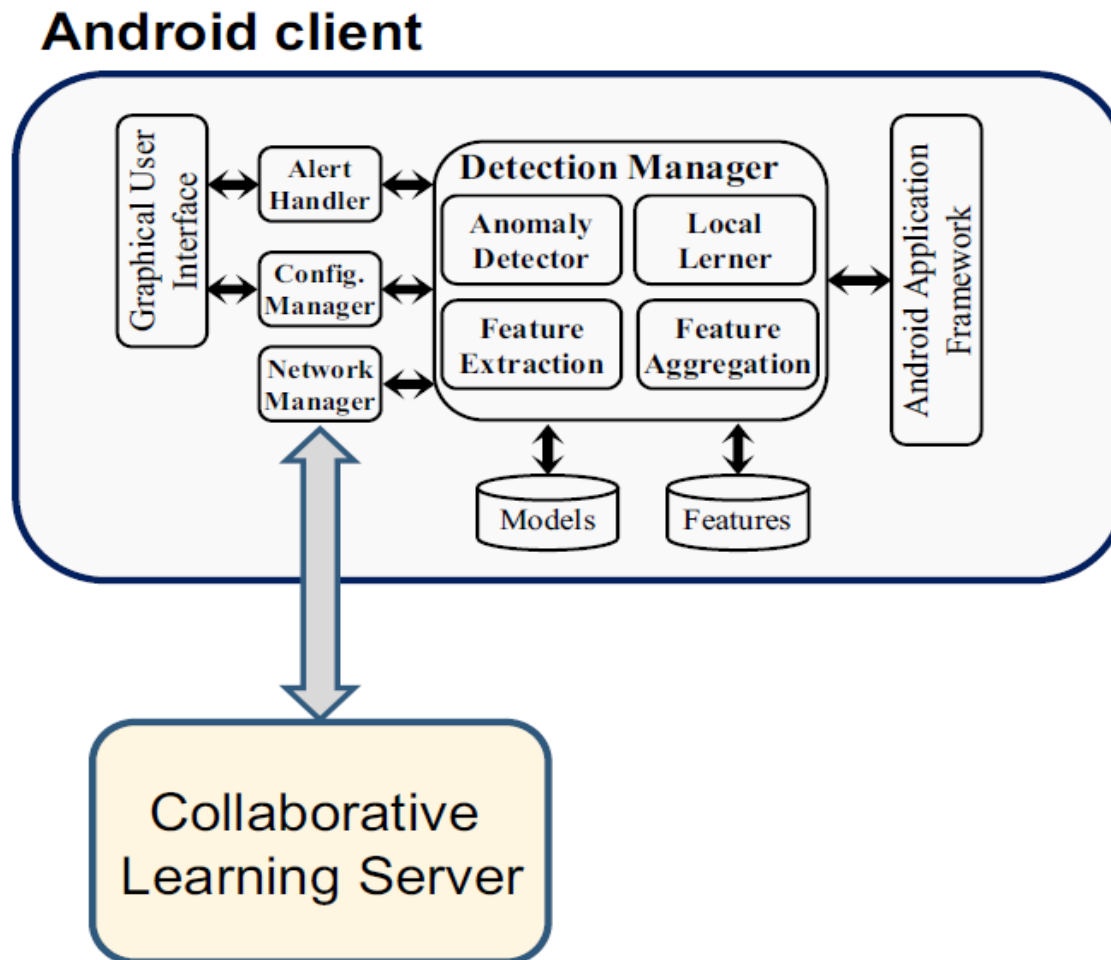 Android client
Graphical User
Interface
Alert
Handler
Config.
Manager
Network
Manager
Detection Manager
Anomaly
Detector
Local
Lerner
Feature
Extraction
Feature
Aggregation
Models
Features
Android Application
Framework
Collaborative
Learning Server